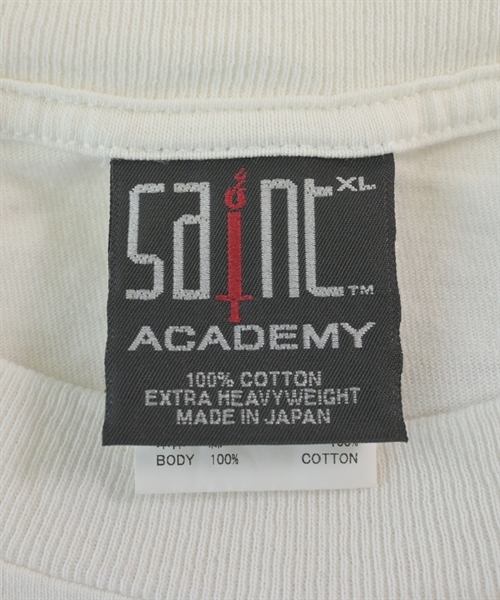 SAiNT XL
™
ACADEMY
100% COTTON
EXTRA HEAVYWEIGHT
MADE IN JAPAN
BODY 100% COTTON